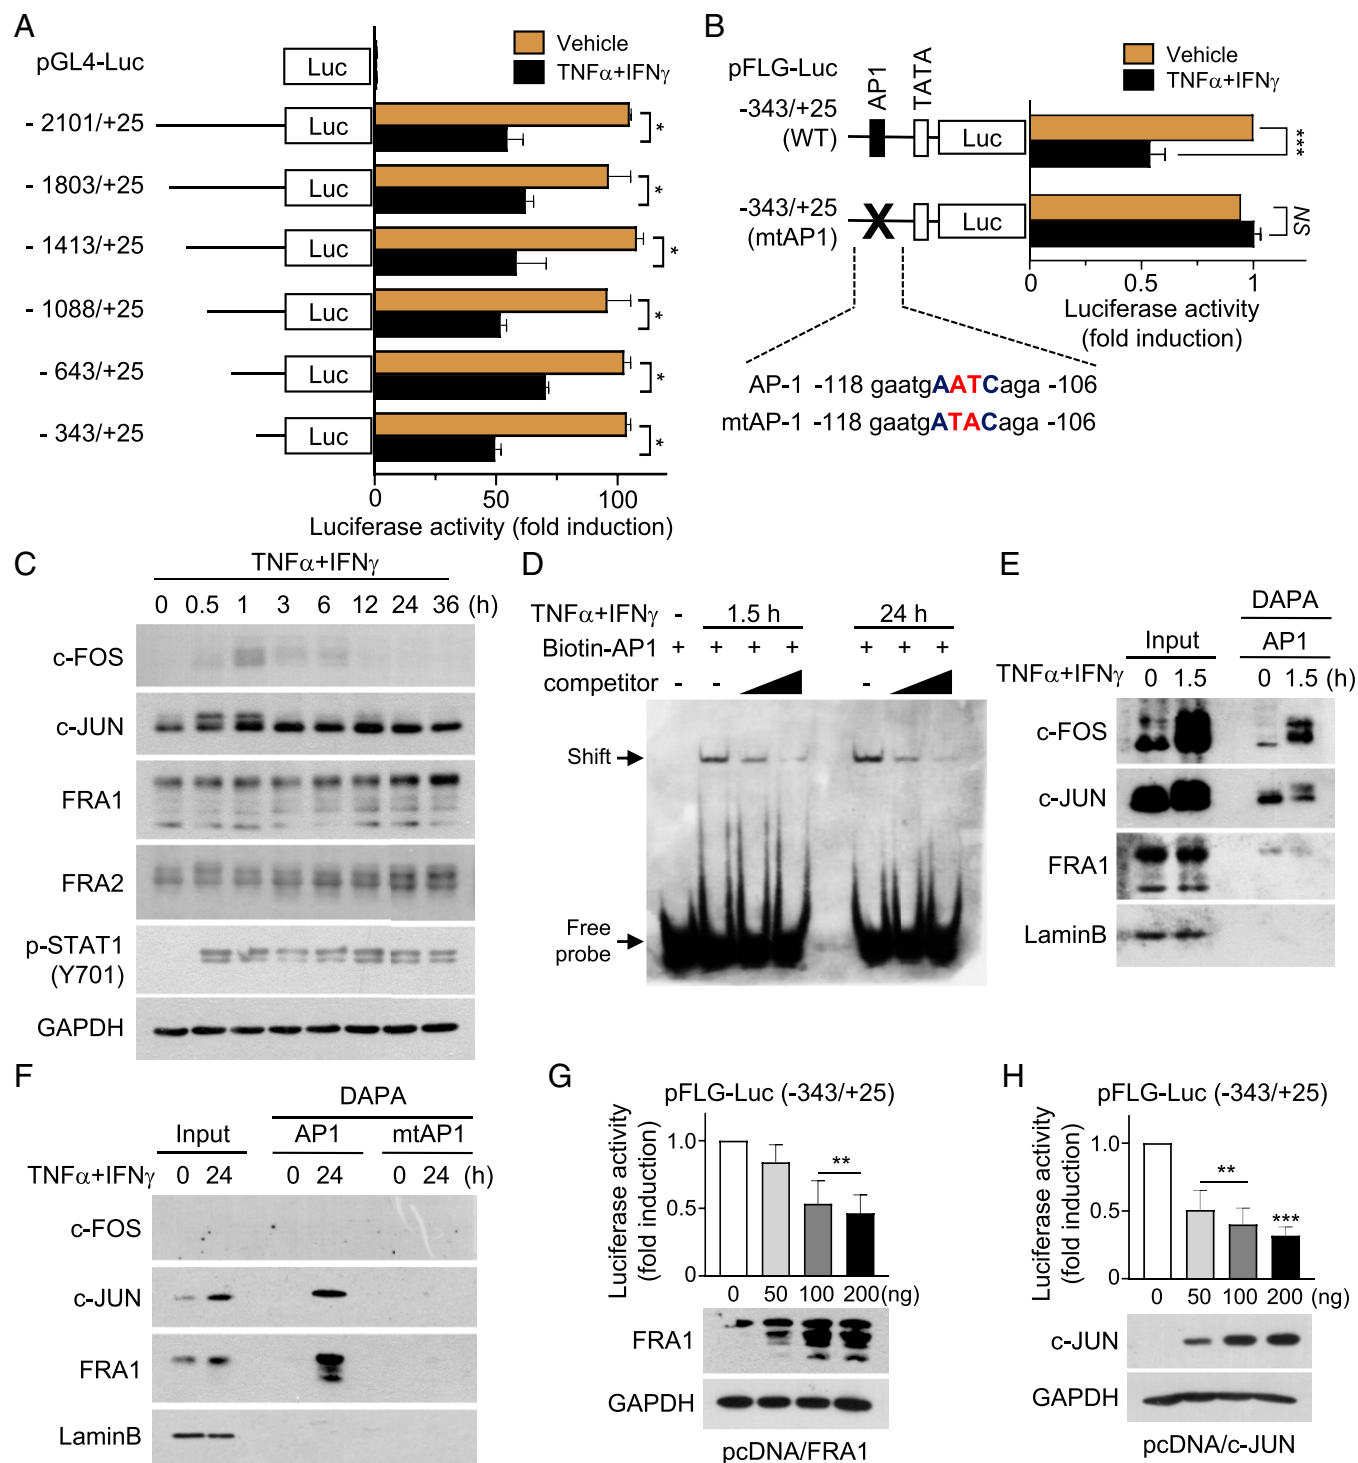 A
Vehicle
TNFα+IFNγ
pGL4-Luc
Luc
- 2101/+25
Luc
*
- 1803/+25
Luc
*
- 1413/+25
Luc
*
- 1088/+25
Luc
*
- 643/+25
Luc
*
- 343/+25
Luc
*
0 50 100
Luciferase activity (fold induction)
B
Vehicle
TNFα+IFNγ
pFLG-Luc
AP1
TATA
-343/+25
(WT)
Luc
***
-343/+25
(mtAP1)
X
Luc
NS
0 0.5 1
Luciferase activity
(fold induction)
AP-1 -118 gaatgAATCaga -106
mtAP-1 -118 gaatgATACaga -106
C
TNFα+IFNγ
0 0.5 1 3 6 12 24 36 (h)
c-FOS
c-JUN
FRA1
FRA2
p-STAT1
(Y701)
GAPDH
D
TNFα+IFNγ - 1.5 h 24 h
Biotin-AP1 + + + + + + +
competitor - - -
Shift
Free
probe
E
DAPA
Input AP1
TNFα+IFNγ 0 1.5 0 1.5 (h)
c-FOS
c-JUN
FRA1
LaminB
F
DAPA
Input AP1 mtAP1
TNFα+IFNγ 0 24 0 24 0 24 (h)
c-FOS
c-JUN
FRA1
LaminB
G
pFLG-Luc (-343/+25)
Luciferase activity
(fold induction)
1.0
0.5
0
**
0 50 100 200 (ng)
FRA1
GAPDH
pcDNA/FRA1
H
pFLG-Luc (-343/+25)
Luciferase activity
(fold induction)
1.0
0.5
0
**
***
0 50 100 200 (ng)
c-JUN
GAPDH
pcDNA/c-JUN